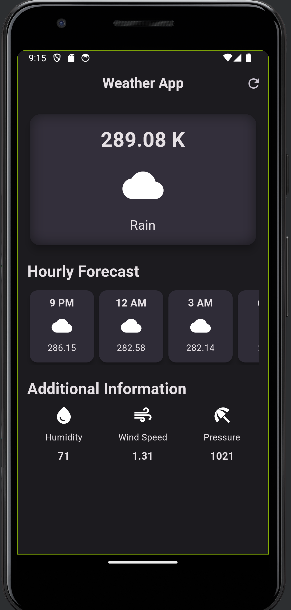 9:15
Weather App
289.08 K
Rain
Hourly Forecast
9 PM 12 AM 3 AM
286.15 282.58 282.14
Additional Information
Humidity Wind Speed Pressure
71 1.31 1021